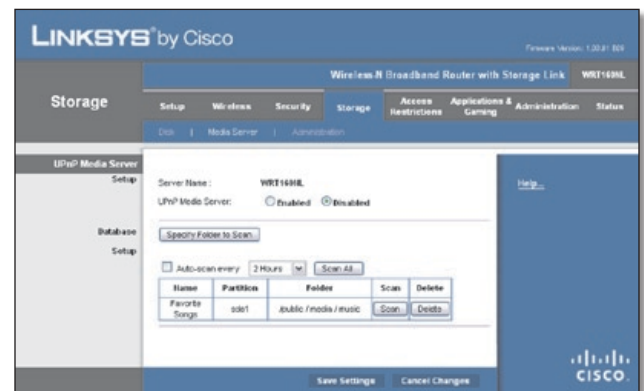 LINKSYS® by Cisco
Firmware Version: 1.00.01 B06
Wireless-N Broadband Router with Storage Link WRT160NL
Storage
Setup Wireless Security Storage Access Restrictions Applications & Gaming Administration Status
Disk | Media Server | Administration
UPnP Media Server
Setup
Server Name : WRT160NL
UPnP Media Server: Enabled Disabled
Help...
Database
Setup
Specify Folder to Scan
Auto-scan every 2 Hours Scan All
Name Partition Folder Scan Delete
Favorite Songs sda1 /public / media / music Scan Delete
Save Settings Cancel Changes
CISCO